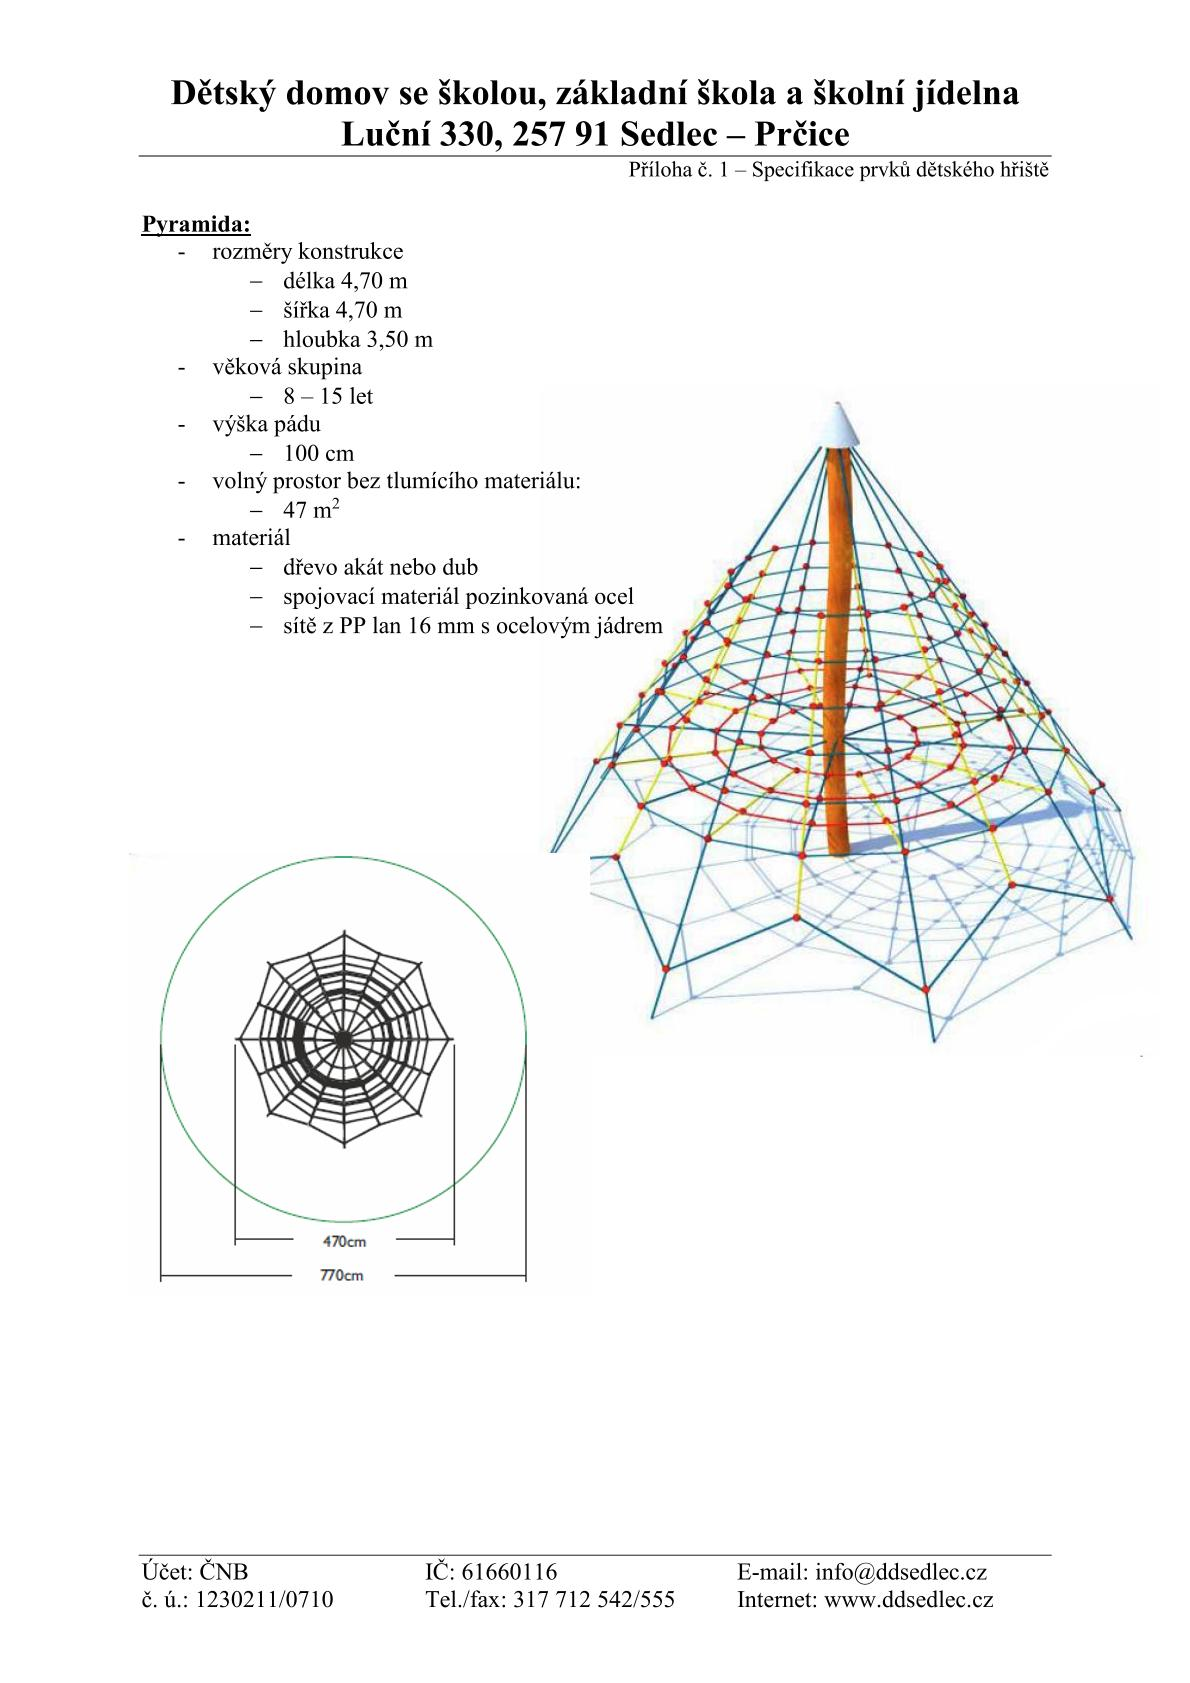 Dětský domov se školou, základní škola a školní jídelna
Luční 330, 257 91 Sedlec – Prčice
Příloha č. 1 – Specifikace prvků dětského hřiště
Pyramida:
- rozměry konstrukce
– délka 4,70 m
– šířka 4,70 m
– hloubka 3,50 m
- věková skupina
– 8 – 15 let
- výška pádu
– 100 cm
- volný prostor bez tlumícího materiálu:
– 47 m²
- materiál
– dřevo akát nebo dub
– spojovací materiál pozinkovaná ocel
– sítě z PP lan 16 mm s ocelovým jádrem
470cm
770cm
Účet: ČNB IČ: 61660116 E-mail: info@ddsedlec.cz
č. ú.: 1230211/0710 Tel./fax: 317 712 542/555 Internet: www.ddsedlec.cz